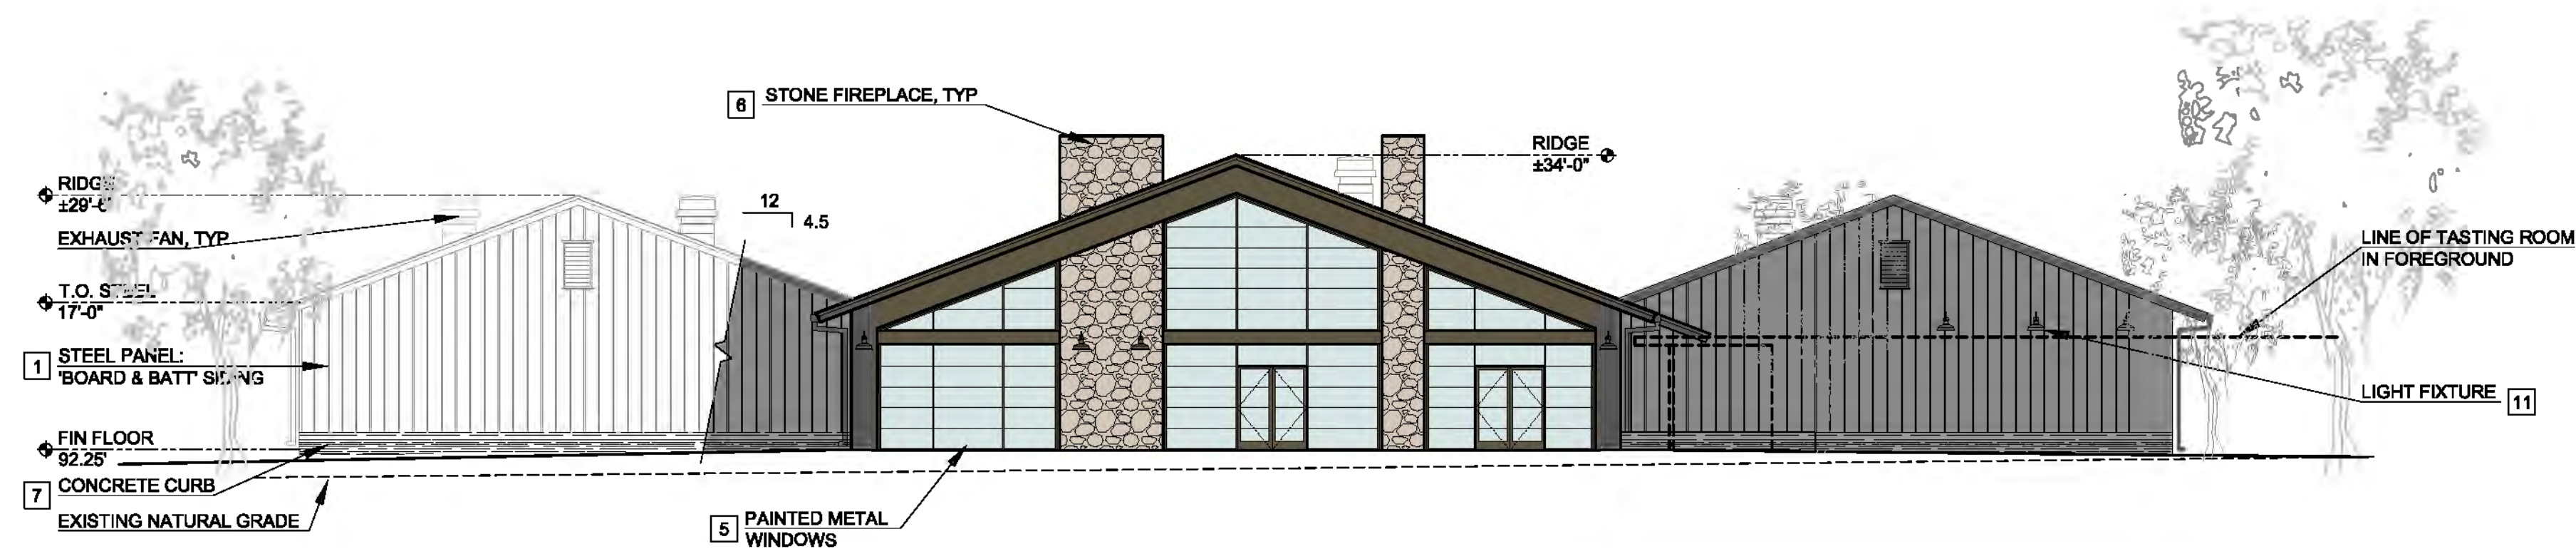 6 STONE FIREPLACE, TYP
RIDGE
±34'-0"
RIDGE
±29'-6"
12
4.5
EXHAUST FAN, TYP
LINE OF TASTING ROOM
IN FOREGROUND
T.O. STEEL
17'-0"
1 STEEL PANEL:
'BOARD & BATT' SIDING
LIGHT FIXTURE 11
FIN FLOOR
92.25'
7 CONCRETE CURB
EXISTING NATURAL GRADE
5 PAINTED METAL
WINDOWS